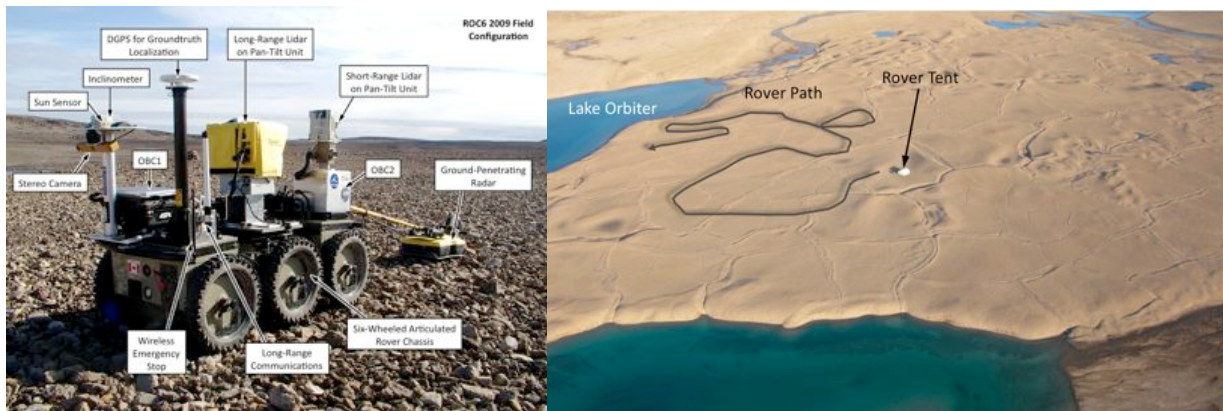 ROC6 2009 Field
Configuration
DGPS for Groundtruth
Localization
Long-Range Lidar
on Pan-Tilt Unit
Inclinometer
Short-Range Lidar
on Pan-Tilt Unit
Sun Sensor
OBC1
OBC2
Stereo Camera
Ground-Penetrating
Radar
Wireless
Emergency
Stop
Long-Range
Communications
Six-Wheeled Articulated
Rover Chassis
Rover Tent
Rover Path
Lake Orbiter